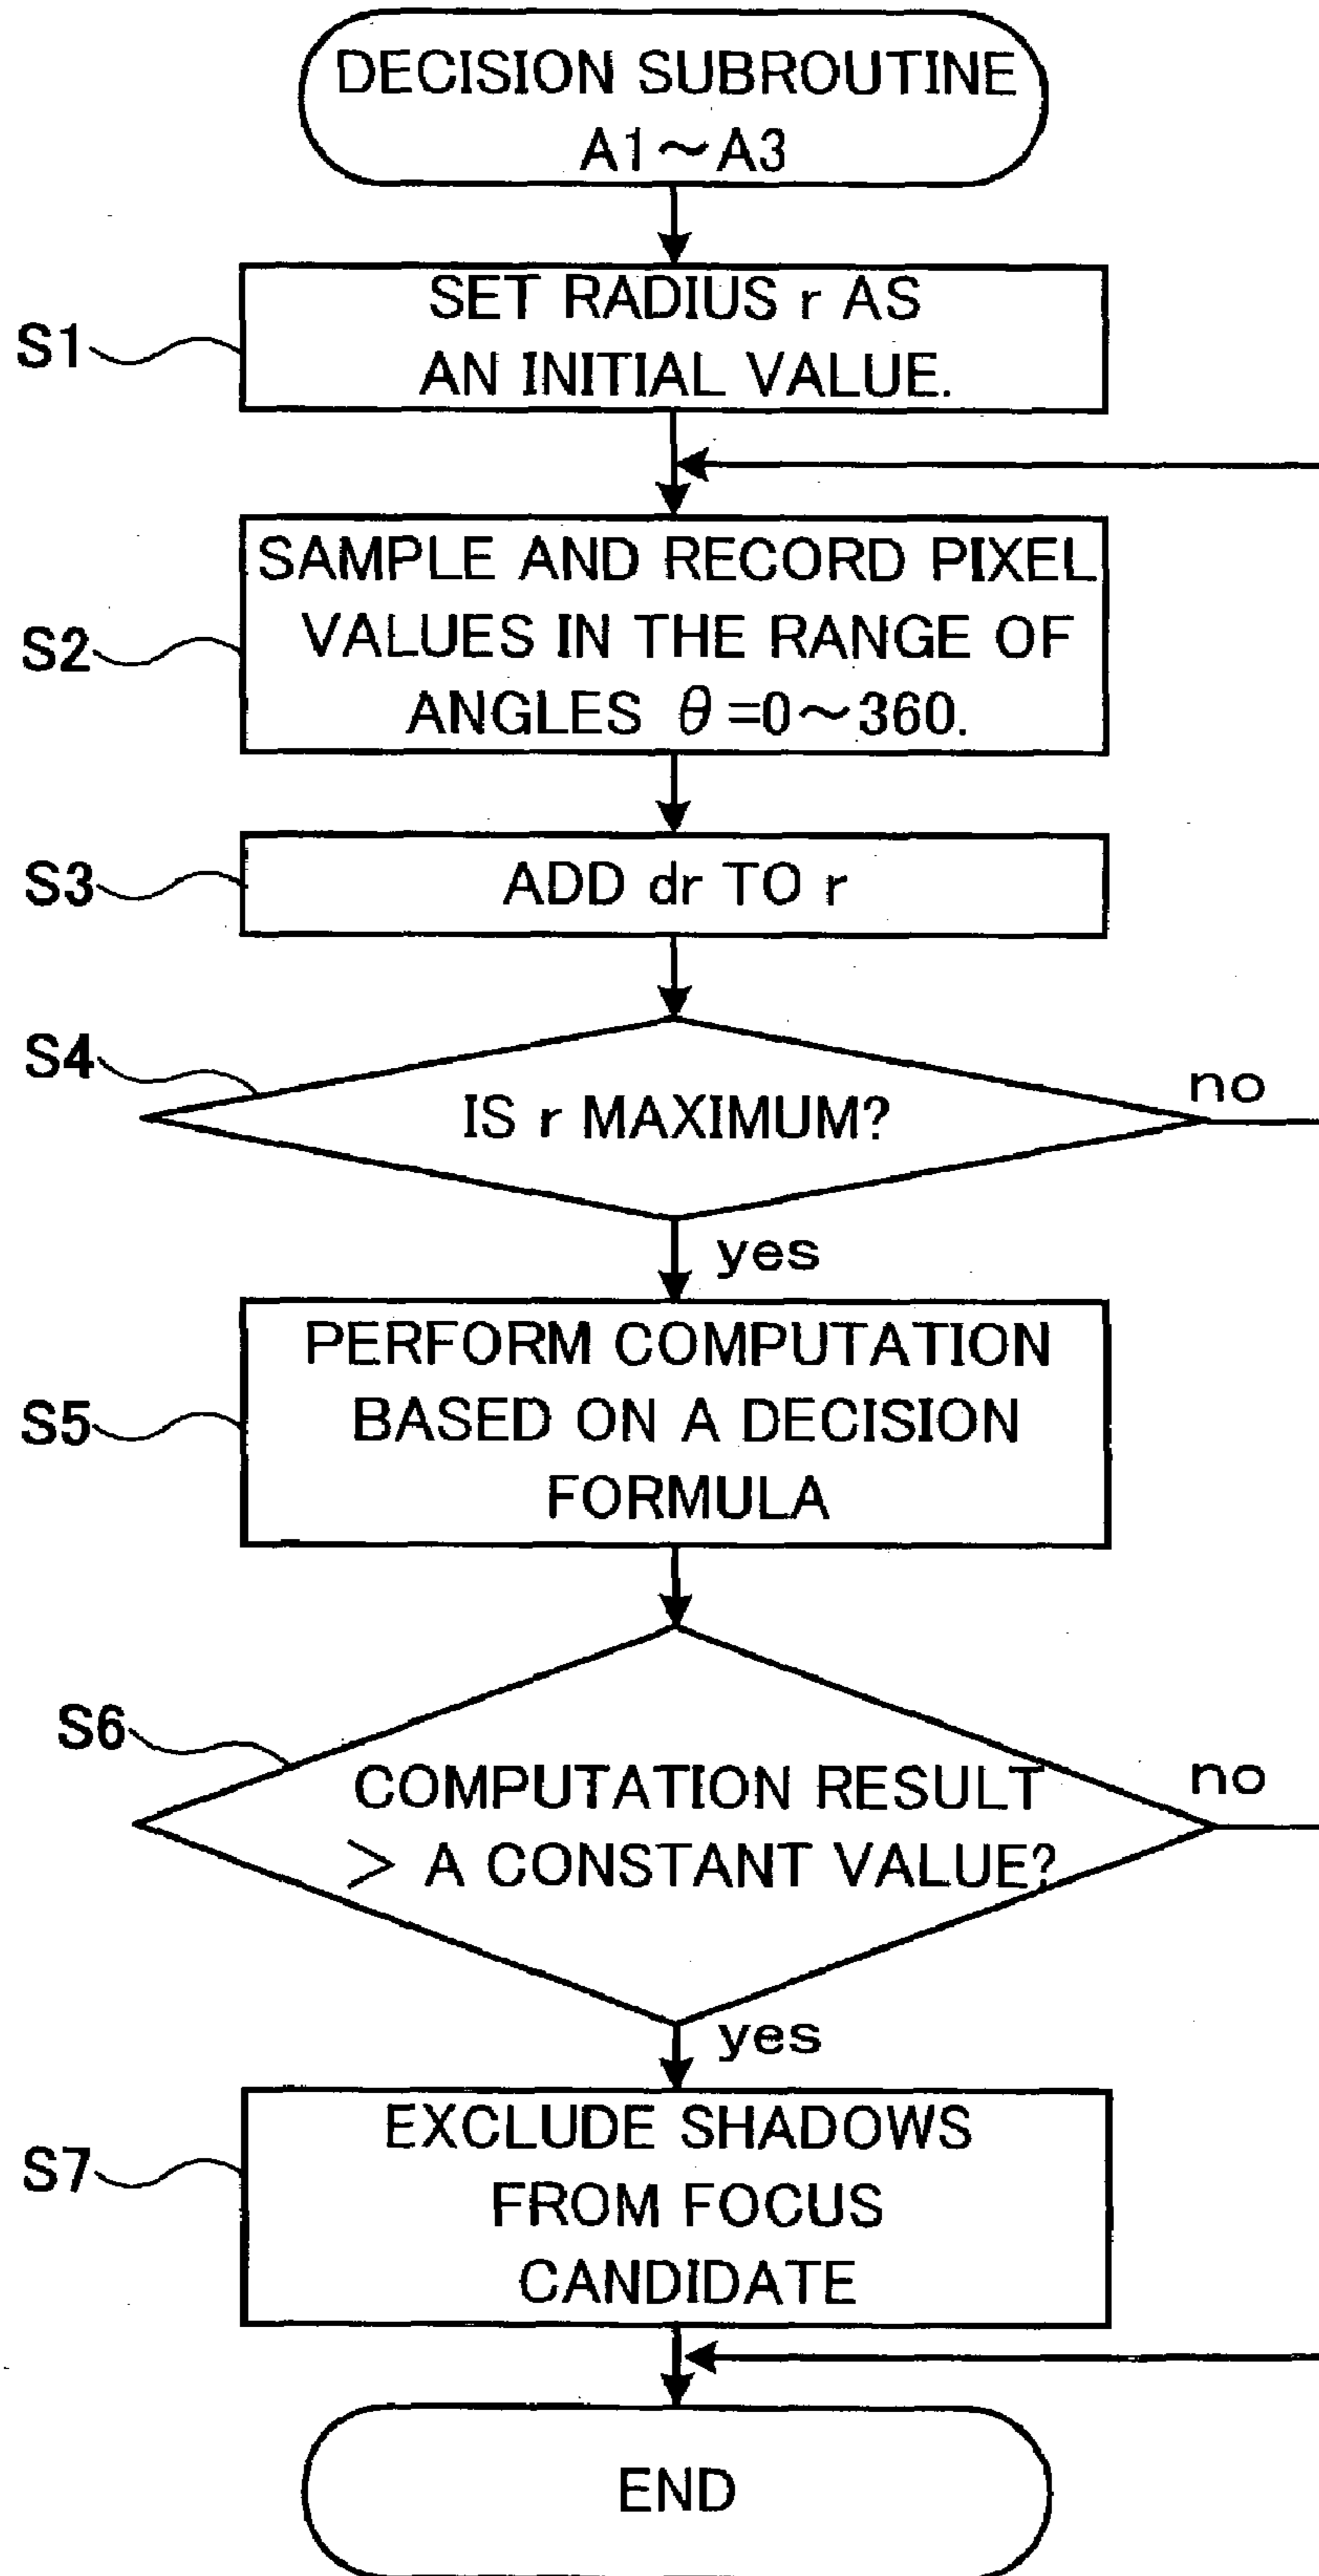 DECISION SUBROUTINE
A1～A3
S1
SET RADIUS r AS
AN INITIAL VALUE.
S2
SAMPLE AND RECORD PIXEL
VALUES IN THE RANGE OF
ANGLES θ=0～360.
S3
ADD dr TO r
S4
IS r MAXIMUM?
no
yes
S5
PERFORM COMPUTATION
BASED ON A DECISION
FORMULA
S6
COMPUTATION RESULT
> A CONSTANT VALUE?
no
yes
S7
EXCLUDE SHADOWS
FROM FOCUS
CANDIDATE
END